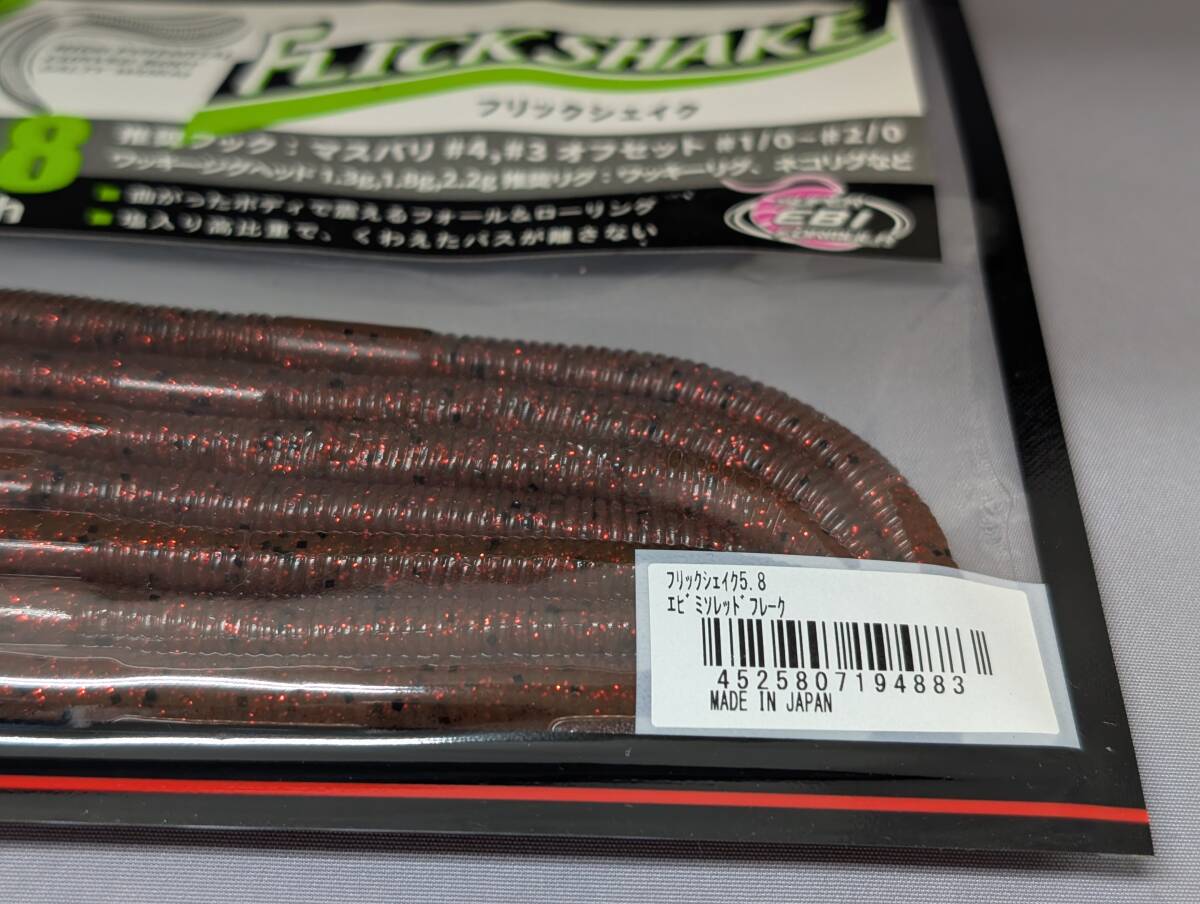 FLICKSHAKE
フリックシェイク
8
推奨フック：マスバリ #4,#3 オフセット #1/0~#2/0
ワッキージグヘッド 1.3g,1.8g,2.2g 推奨リグ：ワッキーリグ、ネコリグなど
曲がったボディで震えるフォール&ローリング
塩入り高比重で、くわえたバスが離さない
EBI
ﾌﾘｯｸｼｪｲｸ5.8
ｴﾋﾞﾐｿﾚｯﾄﾞﾌﾚｰｸ
4525807194883
MADE IN JAPAN